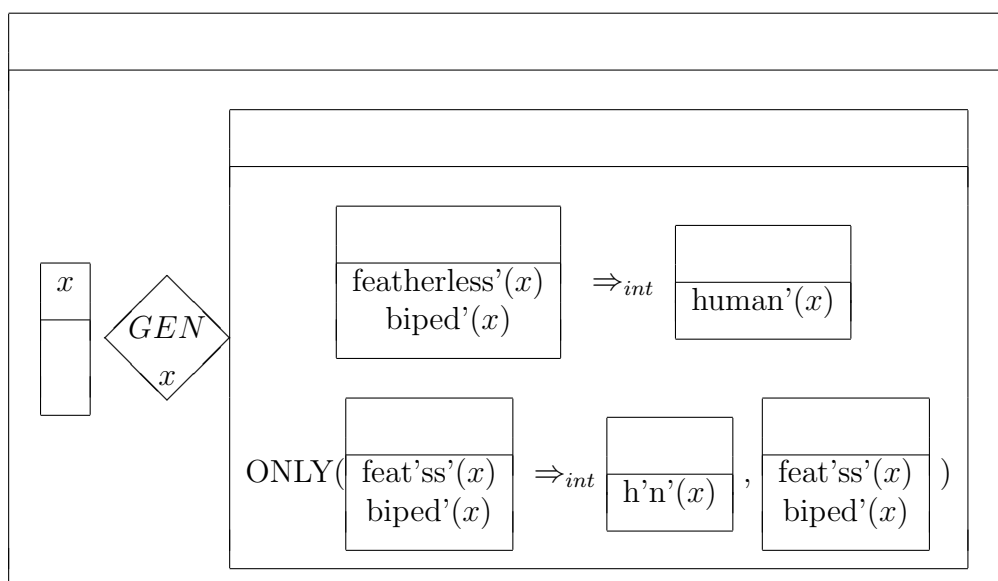 featherless’(x) ⇒int human’(x)
biped’(x)
x
GEN
x
ONLY( feat’ss’(x) ⇒int h’n’(x) , feat’ss’(x) )
biped’(x) biped’(x)